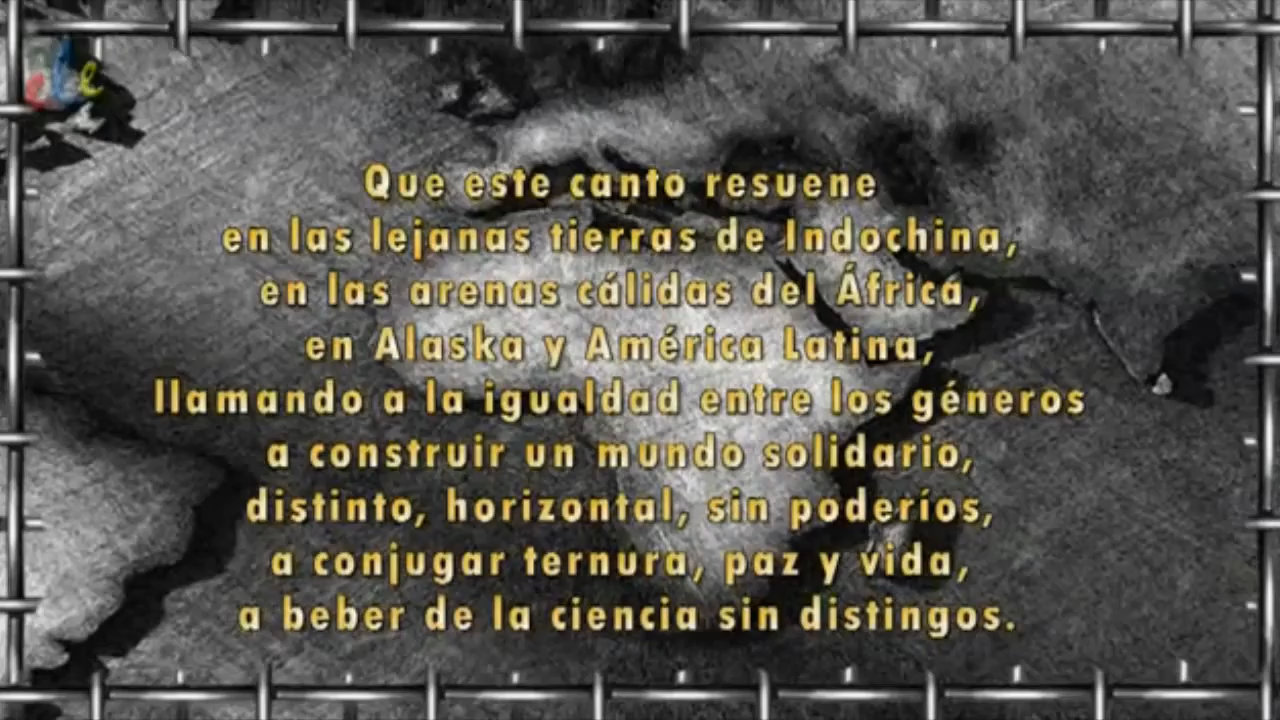 ele
Que este canto resuene
en las lejanas tierras de Indochina,
en las arenas cálidas del África,
en Alaska y América Latina,
llamando a la igualdad entre los géneros
a construir un mundo solidario,
distinto, horizontal, sin poderíos,
a conjugar ternura, paz y vida,
a beber de la ciencia sin distingos.